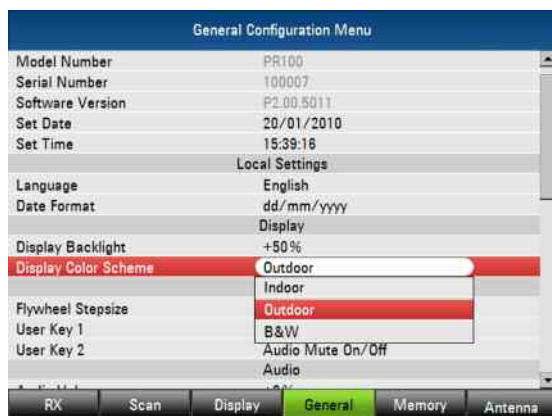 General Configuration Menu
Model Number PR100
Serial Number 100007
Software Version P2.00.5011
Set Date 20/01/2010
Set Time 15:39:16
Local Settings
Language English
Date Format dd/mm/yyyy
Display
Display Backlight +50%
Display Color Scheme Outdoor
Indoor
Flywheel Stepsize Outdoor
User Key 1 B&W
User Key 2 Audio Mute On/Off
Audio
RX Scan Display General Memory Antenna